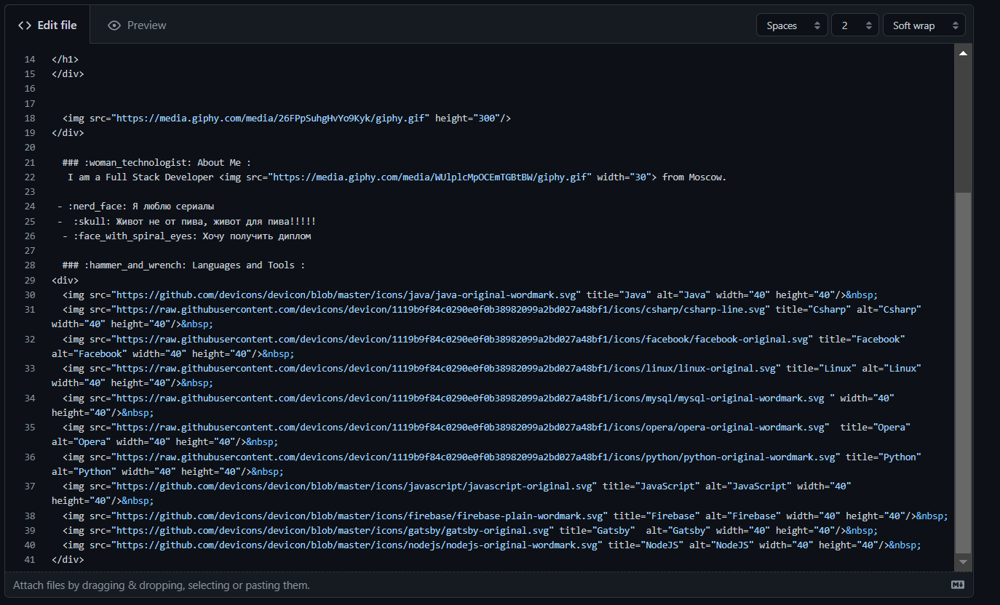 Edit file
Preview
Spaces
2
Soft wrap
14 </h1>
15 </div>
16
17
18 <img src="https://media.giphy.com/media/26FPpSuhgHvYo9Kyk/giphy.gif" height="300"/>
19 </div>
20
21 ### :woman_technologist: About Me :
22 I am a Full Stack Developer <img src="https://media.giphy.com/media/WUlplcMpOCEmTGBtBW/giphy.gif" width="30"> from Moscow.
23
24 - :nerd_face: Я люблю сериалы
25 -  :skull: Живот не от пива, живот для пива!!!!!
26 - :face_with_spiral_eyes: Хочу получить диплом
27
28 ### :hammer_and_wrench: Languages and Tools :
29 <div>
30 <img src="https://github.com/devicons/devicon/blob/master/icons/java/java-original-wordmark.svg" title="Java" alt="Java" width="40" height="40"/>&nbsp;
31 <img src="https://raw.githubusercontent.com/devicons/devicon/1119b9f84c0290e0f0b38982099a2bd027a48bf1/icons/csharp/csharp-line.svg" title="Csharp" alt="Csharp"
width="40" height="40"/>&nbsp;
32 <img src="https://raw.githubusercontent.com/devicons/devicon/1119b9f84c0290e0f0b38982099a2bd027a48bf1/icons/facebook/facebook-original.svg" title="Facebook"
alt="Facebook" width="40" height="40"/>&nbsp;
33 <img src="https://raw.githubusercontent.com/devicons/devicon/1119b9f84c0290e0f0b38982099a2bd027a48bf1/icons/linux/linux-original.svg" title="Linux" alt="Linux"
width="40" height="40"/>&nbsp;
34 <img src="https://raw.githubusercontent.com/devicons/devicon/1119b9f84c0290e0f0b38982099a2bd027a48bf1/icons/mysql/mysql-original-wordmark.svg " width="40"
height="40"/>&nbsp;
35 <img src="https://raw.githubusercontent.com/devicons/devicon/1119b9f84c0290e0f0b38982099a2bd027a48bf1/icons/opera/opera-original-wordmark.svg"  title="Opera"
alt="Opera" width="40" height="40"/>&nbsp;
36 <img src="https://raw.githubusercontent.com/devicons/devicon/1119b9f84c0290e0f0b38982099a2bd027a48bf1/icons/python/python-original-wordmark.svg" title="Python"
alt="Python" width="40" height="40"/>&nbsp;
37 <img src="https://github.com/devicons/devicon/blob/master/icons/javascript/javascript-original.svg" title="JavaScript" alt="JavaScript" width="40"
height="40"/>&nbsp;
38 <img src="https://github.com/devicons/devicon/blob/master/icons/firebase/firebase-plain-wordmark.svg" title="Firebase" alt="Firebase" width="40" height="40"/>&nbsp;
39 <img src="https://github.com/devicons/devicon/blob/master/icons/gatsby/gatsby-original.svg" title="Gatsby"  alt="Gatsby" width="40" height="40"/>&nbsp;
40 <img src="https://github.com/devicons/devicon/blob/master/icons/nodejs/nodejs-original-wordmark.svg" title="NodeJS" alt="NodeJS" width="40" height="40"/>&nbsp;
41 </div>
Attach files by dragging & dropping, selecting or pasting them.